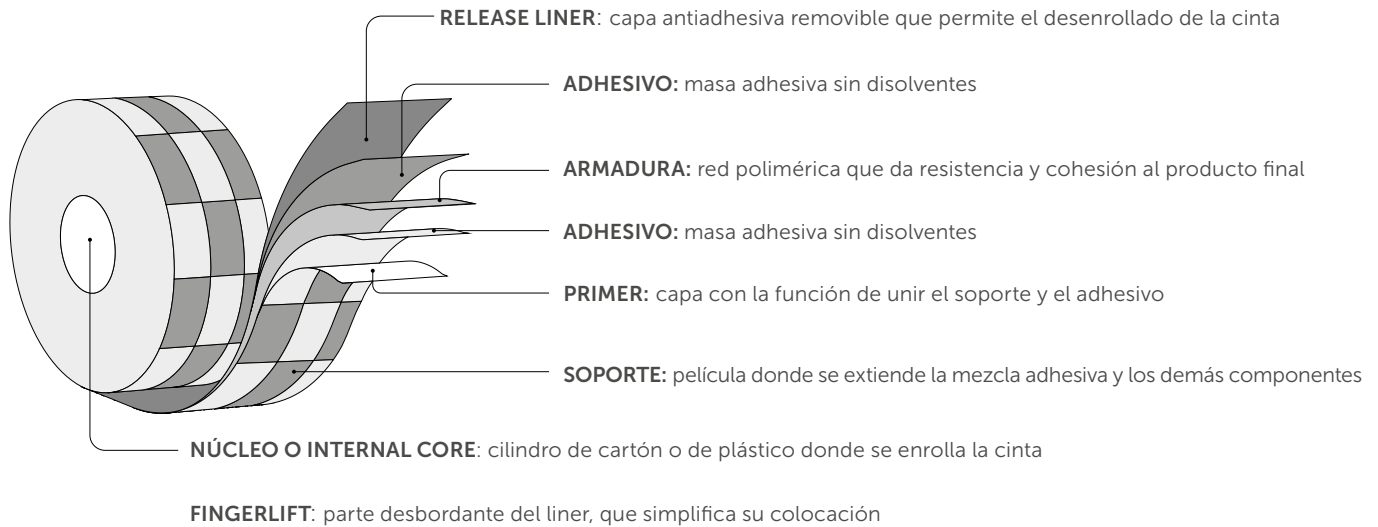 RELEASE LINER: capa antiadhesiva removible que permite el desenrollado de la cinta
ADHESIVO: masa adhesiva sin disolventes
ARMADURA: red polimérica que da resistencia y cohesión al producto final
ADHESIVO: masa adhesiva sin disolventes
PRIMER: capa con la función de unir el soporte y el adhesivo
SOPORTE: película donde se extiende la mezcla adhesiva y los demás componentes
NÚCLEO O INTERNAL CORE: cilindro de cartón o de plástico donde se enrolla la cinta
FINGERLIFT: parte desbordante del liner, que simplifica su colocación